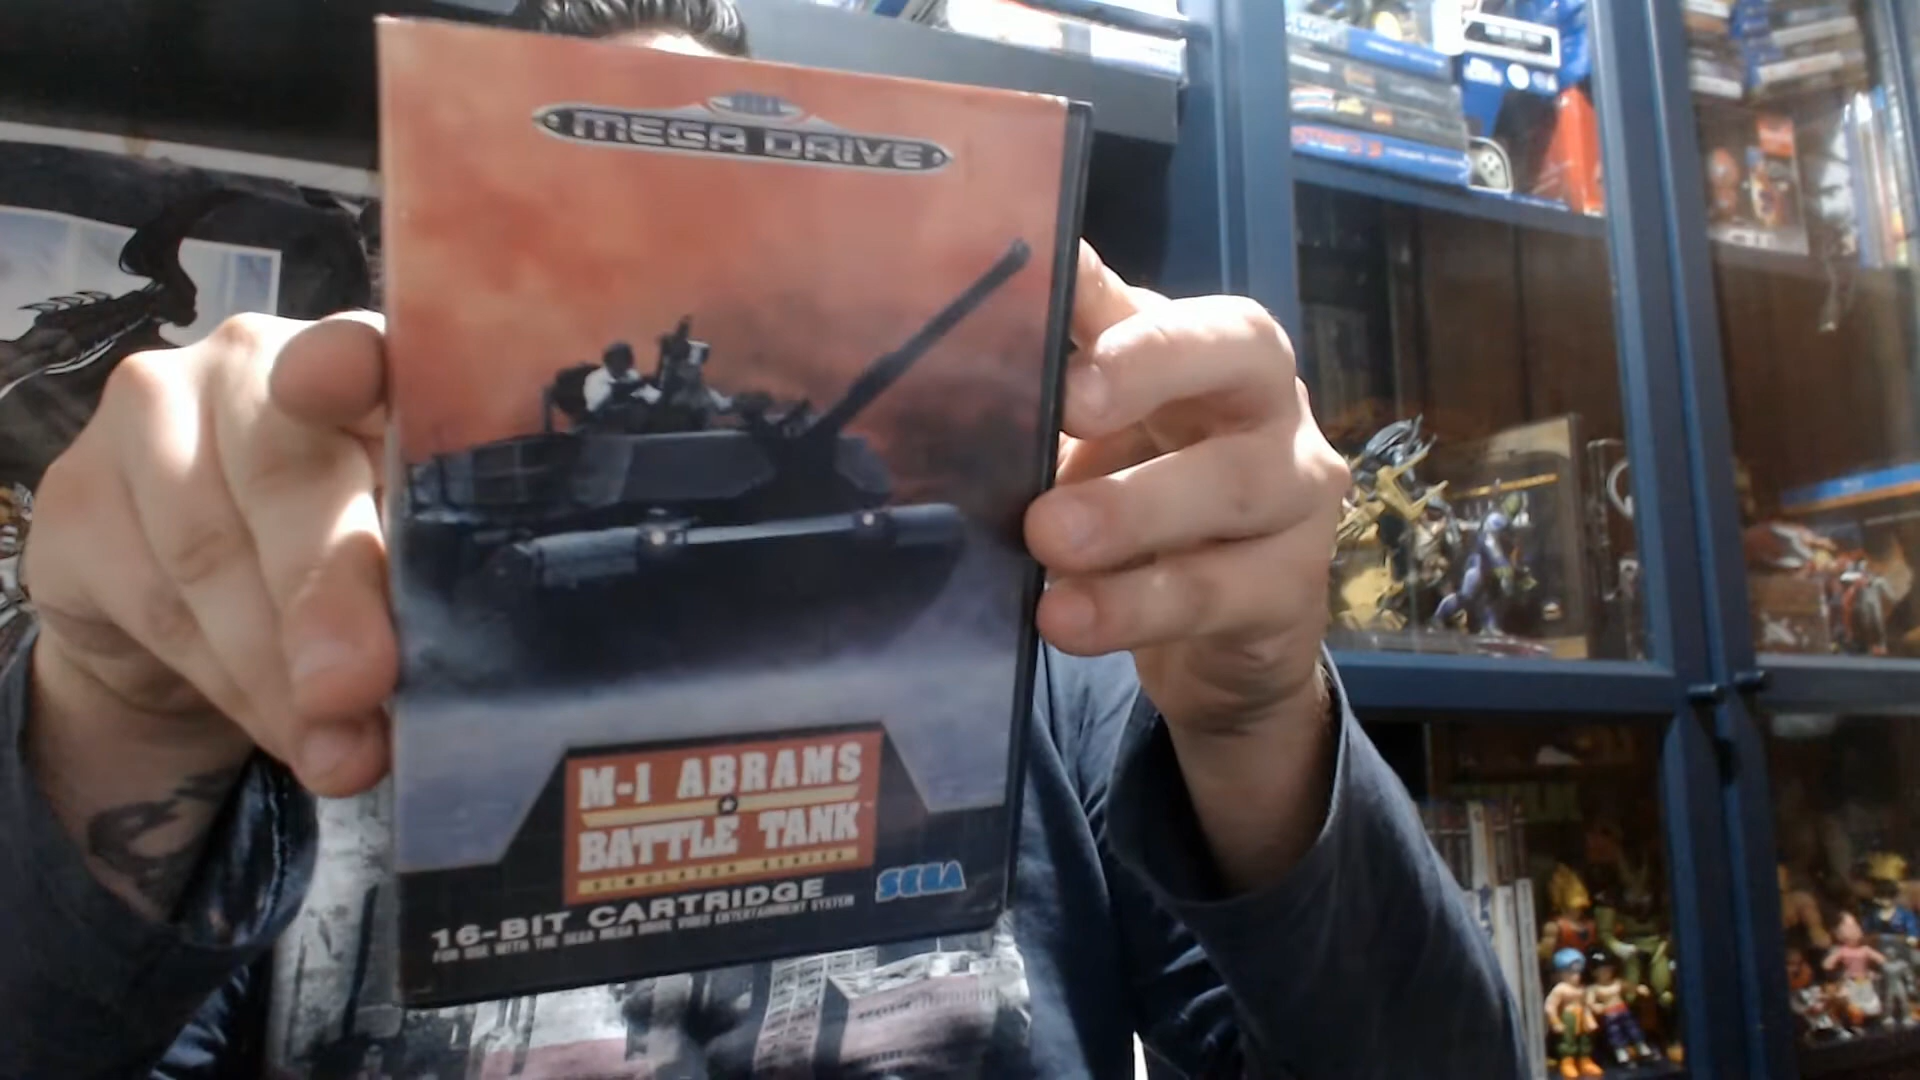 SEGA
MEGA DRIVE
M-1 ABRAMS
BATTLE TANK
SIMULATOR SERIES
SEGA
16-BIT CARTRIDGE
FOR USE WITH THE SEGA MEGA DRIVE VIDEO ENTERTAINMENT SYSTEM